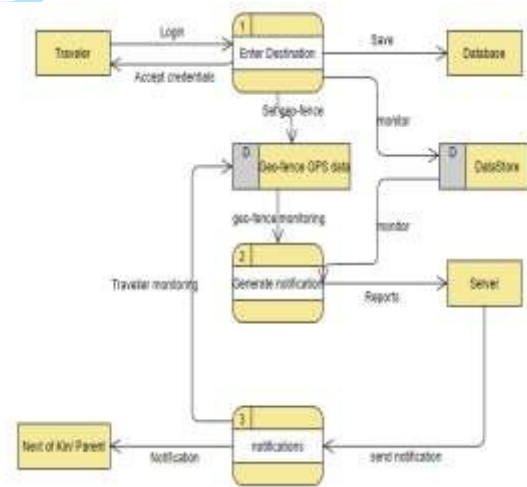 1
Login
Save
Traveler
Enter Destination
Database
Accept credentials
Set geo-fence
monitor
D
Geo-fence GPS data
D
DataStore
geo-fence monitoring
monitor
2
Traveller monitoring
Generate notification
Server
Reports
3
Next of Kin/ Parent
notifications
Notification
send notification